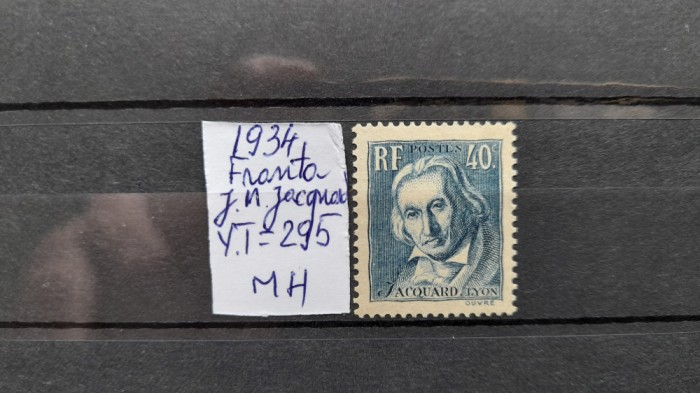 1934
Franta
J.M. Jacquard
Y.T = 295
MH
RF POSTES 40c
JACQUARD. LYON
OUVRÉ